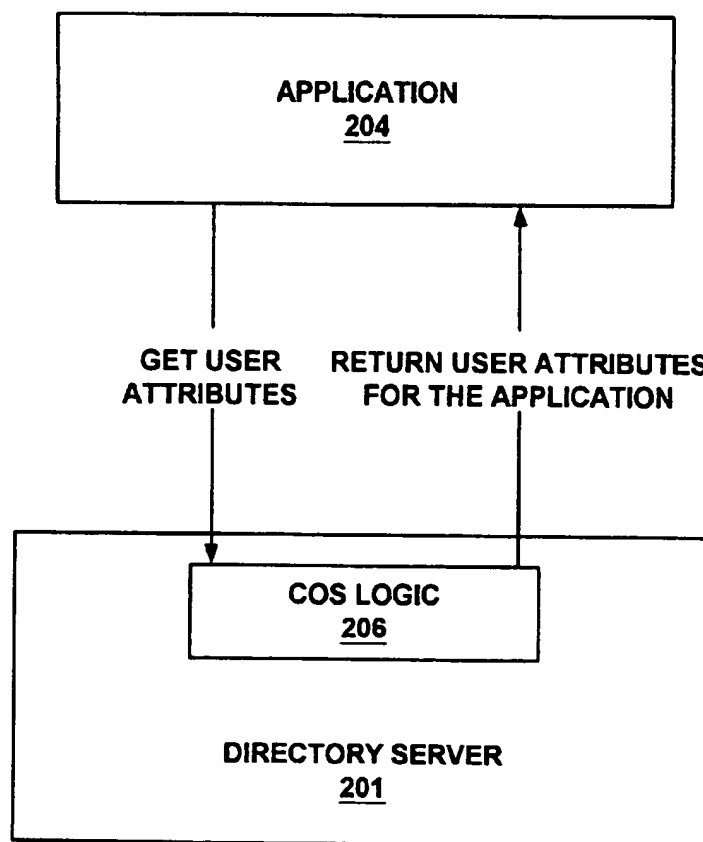 APPLICATION
204
GET USER
ATTRIBUTES
RETURN USER ATTRIBUTES
FOR THE APPLICATION
COS LOGIC
206
DIRECTORY SERVER
201